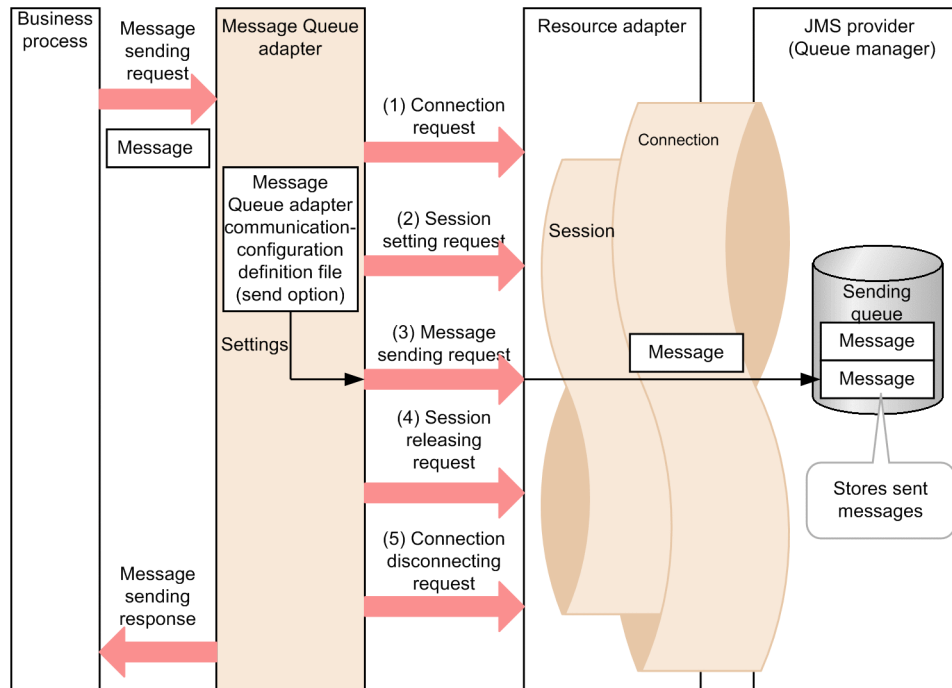 Business
process
Message
sending
request
Message
Message Queue
adapter
Message
Queue adapter
communication-
configuration
definition file
(send option)
Settings
(1) Connection
request
(2) Session
setting request
(3) Message
sending request
(4) Session
releasing
request
(5) Connection
disconnecting
request
Message
sending
response
Resource adapter
Connection
Session
Message
JMS provider
(Queue manager)
Sending
queue
Message
Message
Stores sent
messages